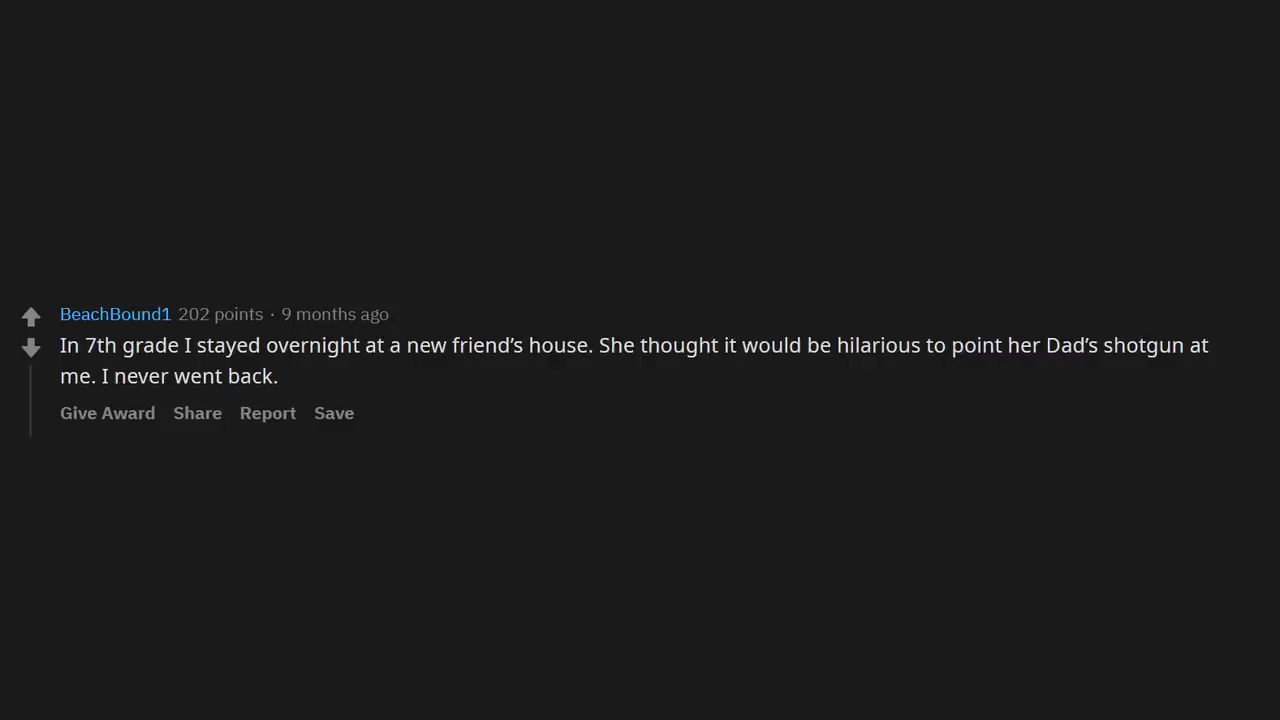 BeachBound1 202 points · 9 months ago
In 7th grade I stayed overnight at a new friend’s house. She thought it would be hilarious to point her Dad’s shotgun at
me. I never went back.
Give Award Share Report Save